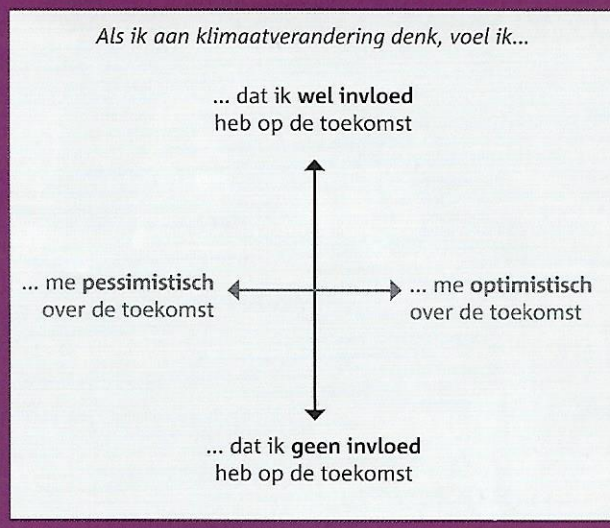 Als ik aan klimaatverandering denk, voel ik...
... dat ik wel invloed
heb op de toekomst
... me pessimistisch
over de toekomst
... me optimistisch
over de toekomst
... dat ik geen invloed
heb op de toekomst